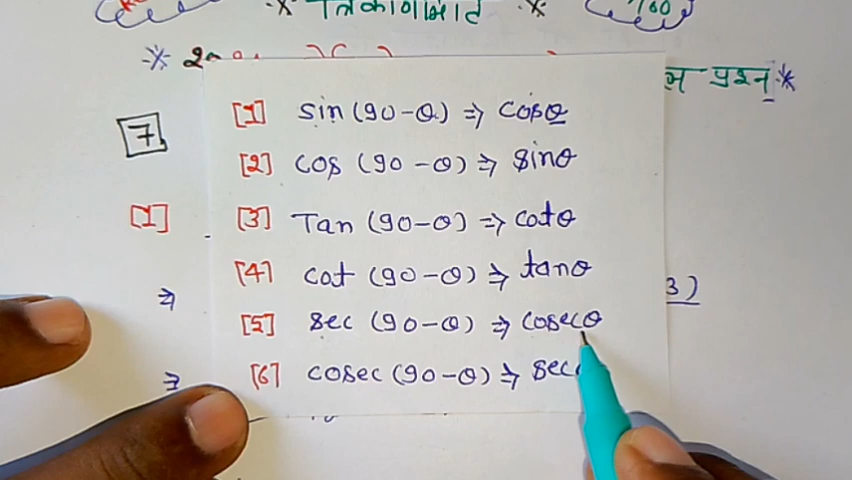 त्रिकोणमिति
160
7
प्रश्न
[1] sin (90-θ) ⇒ cosθ
[2] cos (90-θ) ⇒ sinθ
[1]
[3] Tan (90-θ) ⇒ cotθ
[4] cot (90-θ) ⇒ tanθ
⇒ 3)
[5] sec (90-θ) ⇒ cosecθ
⇒ [6] cosec (90-θ) ⇒ sec